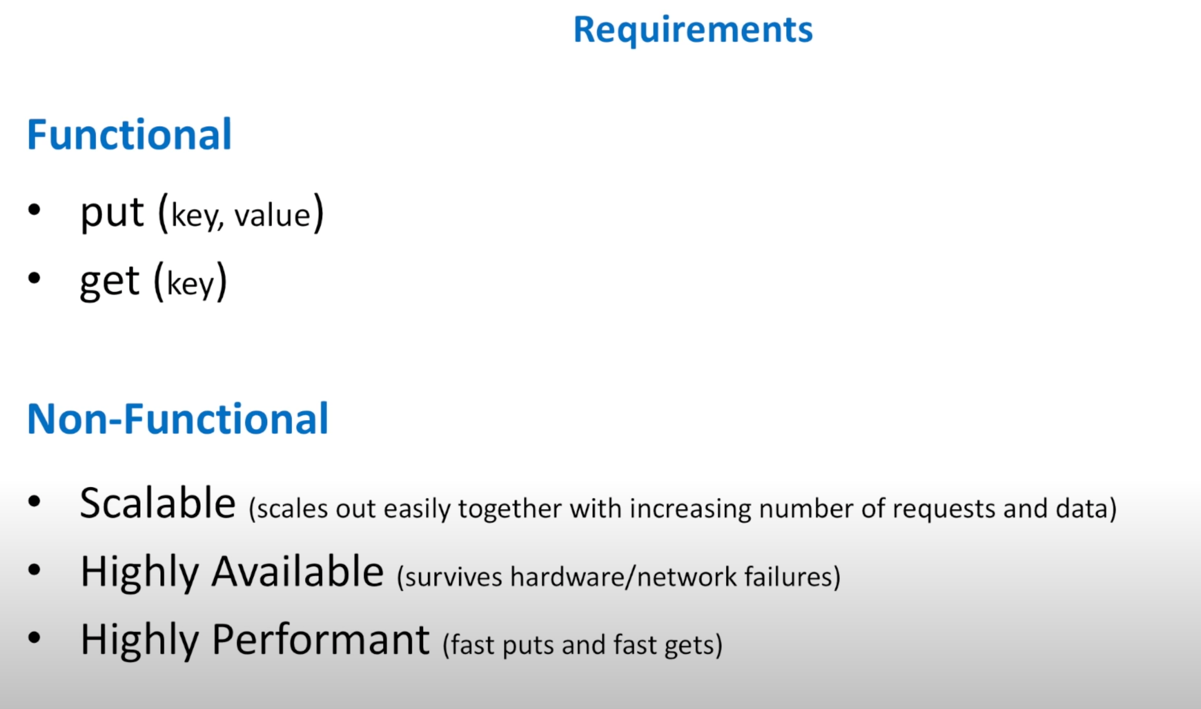 Requirements
Functional
• put (key, value)
• get (key)
Non-Functional
• Scalable (scales out easily together with increasing number of requests and data)
• Highly Available (survives hardware/network failures)
• Highly Performant (fast puts and fast gets)